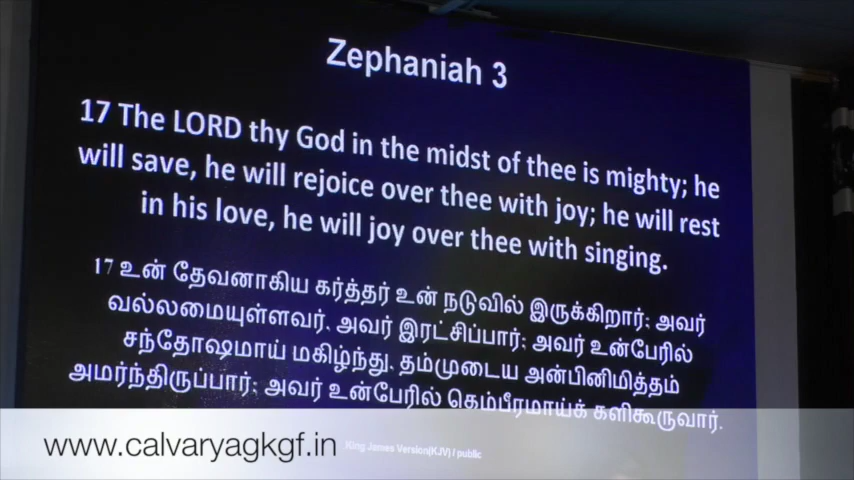 Zephaniah 3
17 The LORD thy God in the midst of thee is mighty; he
will save, he will rejoice over thee with joy; he will rest
in his love, he will joy over thee with singing.
17 உன் தேவனாகிய கர்த்தர் உன் நடுவில் இருக்கிறார்; அவர்
வல்லமையுள்ளவர், அவர் இரட்சிப்பார்; அவர் உன்பேரில்
சந்தோஷமாய் மகிழ்ந்து, தம்முடைய அன்பினிமித்தம்
அமர்ந்திருப்பார்; அவர் உன்பேரில் கெம்பீரமாய்க் களிகூருவார்.
www.calvaryagkgf.in
King James Version(KJV) / public